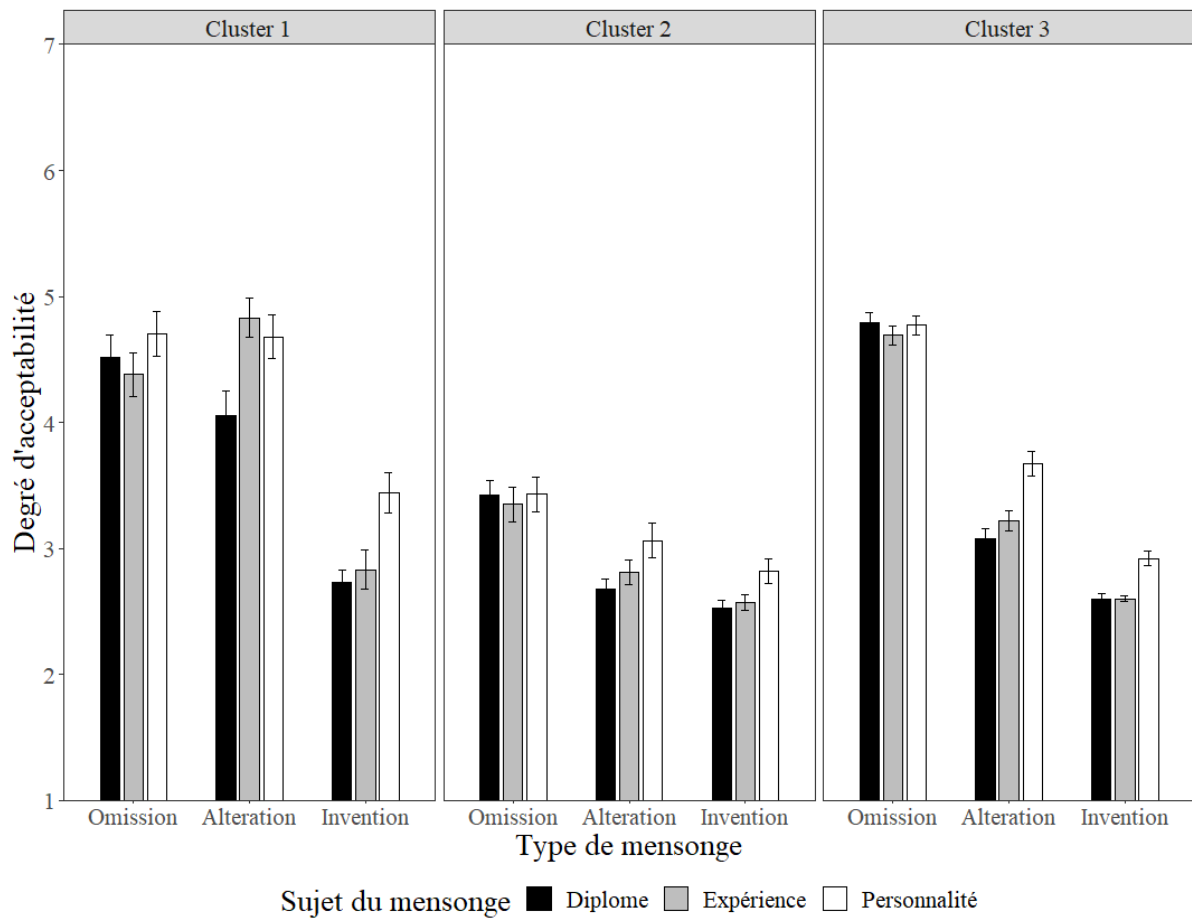 Cluster 1 Cluster 2 Cluster 3
7
6
5
4
3
2
1
Degré d'acceptabilité
Omission Alteration Invention Omission Alteration Invention Omission Alteration Invention
Type de mensonge
Sujet du mensonge Diplome Expérience Personnalité